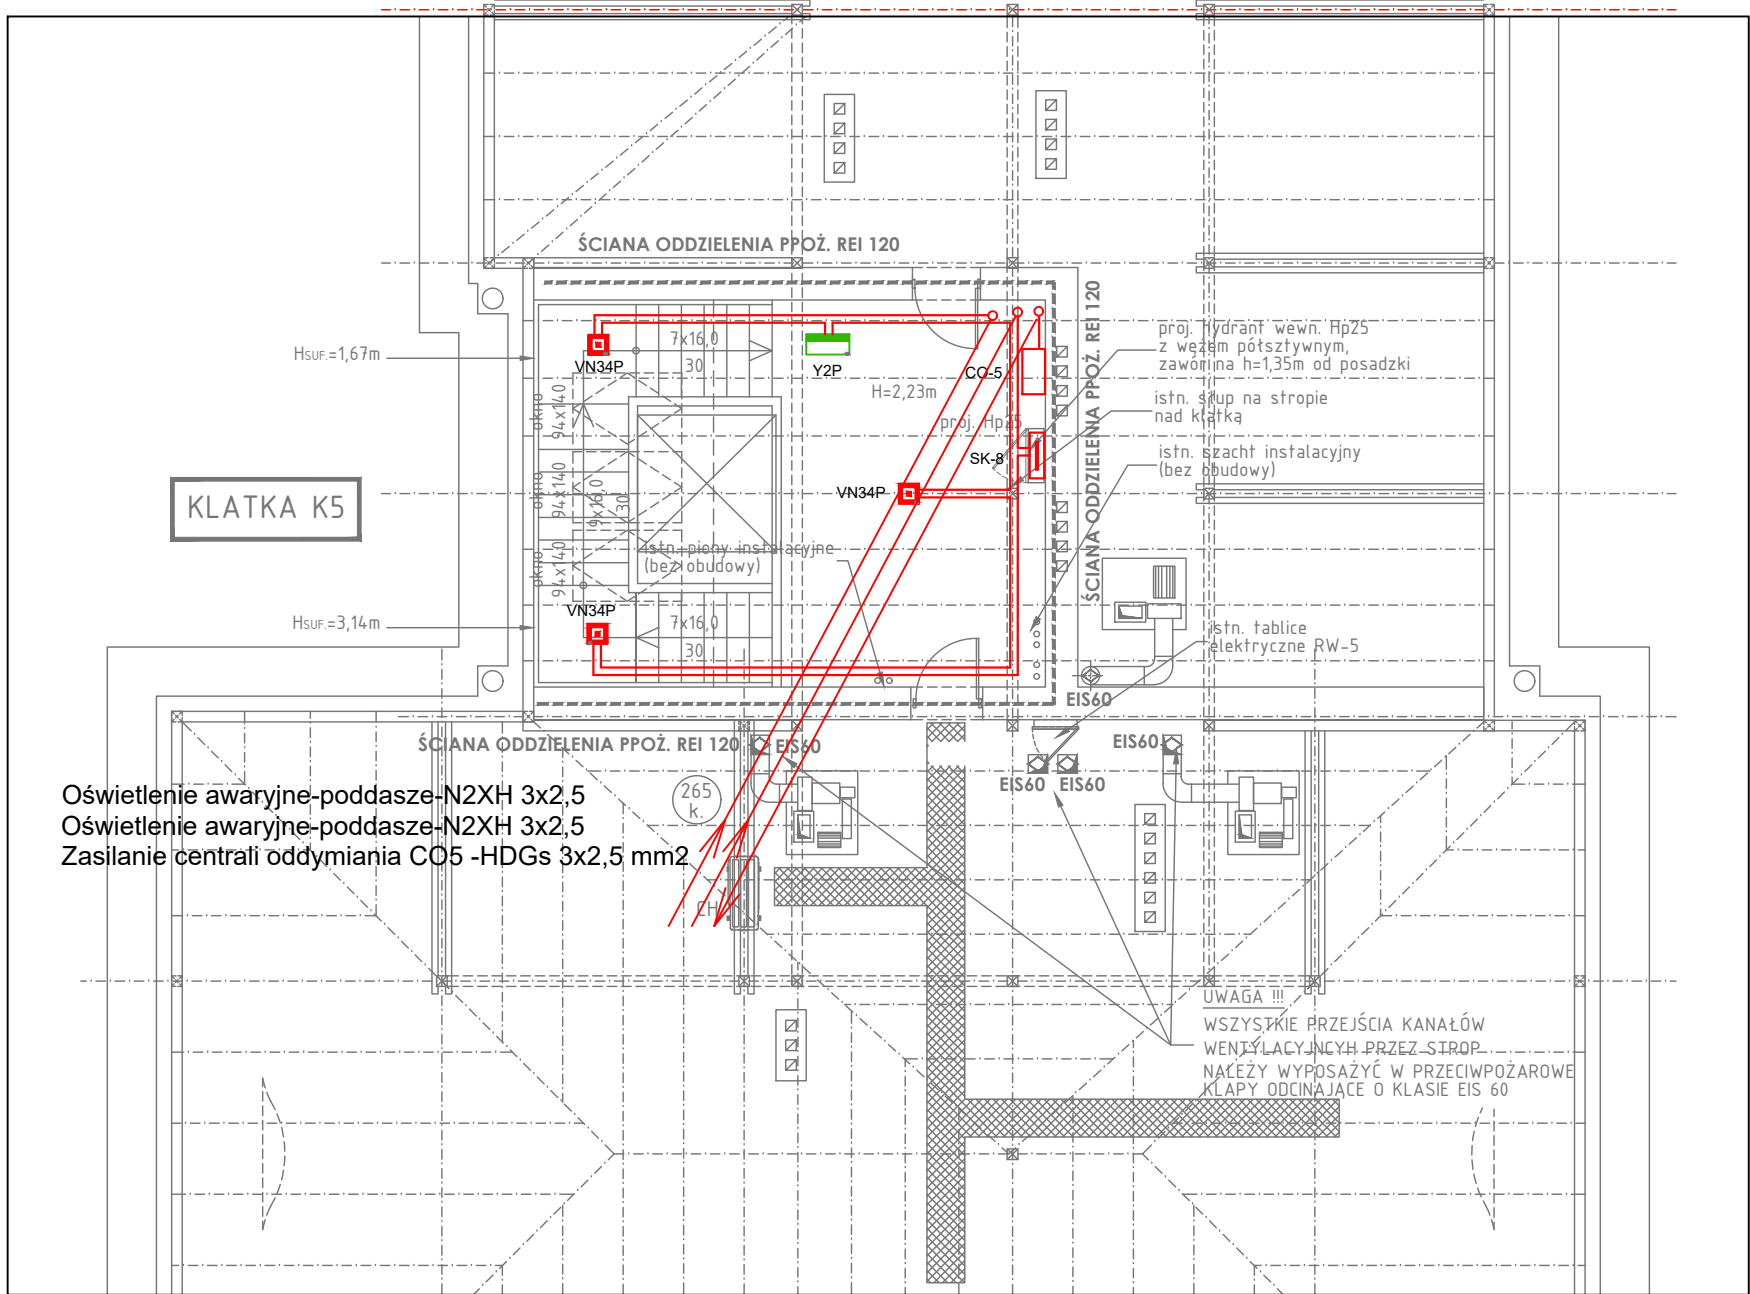 ŚCIANA ODDZIELENIA PPOŻ. REI 120
ŚCIANA ODDZIELENIA PPOŻ. REI 120
HSUF.=1,67m
VN34P
7x16,0
30
Y2P
H=2,23m
CO-5
proj. Hp25
SK-8
proj. hydrant wewn. Hp25
z wężem półsztywnym,
zawór na h=1,35m od posadzki
istn. słup na stropie
nad klatką
istn. szacht instalacyjny
(bez obudowy)
okno
94x140
okno
94x140
okno
94x140
9x16,0
30
VN34P
KLATKA K5
istn. piony instalacyjne
(bez obudowy)
HSUF.=3,14m
VN34P
7x16,0
30
istn. tablice
elektryczne RW-5
EIS60
ŚCIANA ODDZIELENIA PPOŻ. REI 120
EIS60
EIS60
EIS60
EIS60
265
k.
Oświetlenie awaryjne-poddasze-N2XH 3x2,5
Oświetlenie awaryjne-poddasze-N2XH 3x2,5
Zasilanie centrali oddymiania CO5 -HDGs 3x2,5 mm2
CH
UWAGA !!!
WSZYSTKIE PRZEJŚCIA KANAŁÓW
WENTYLACYJNCYH PRZEZ STROP
NALEŻY WYPOSAŻYĆ W PRZECIWPOŻAROWE
KLAPY ODCINAJĄCE O KLASIE EIS 60